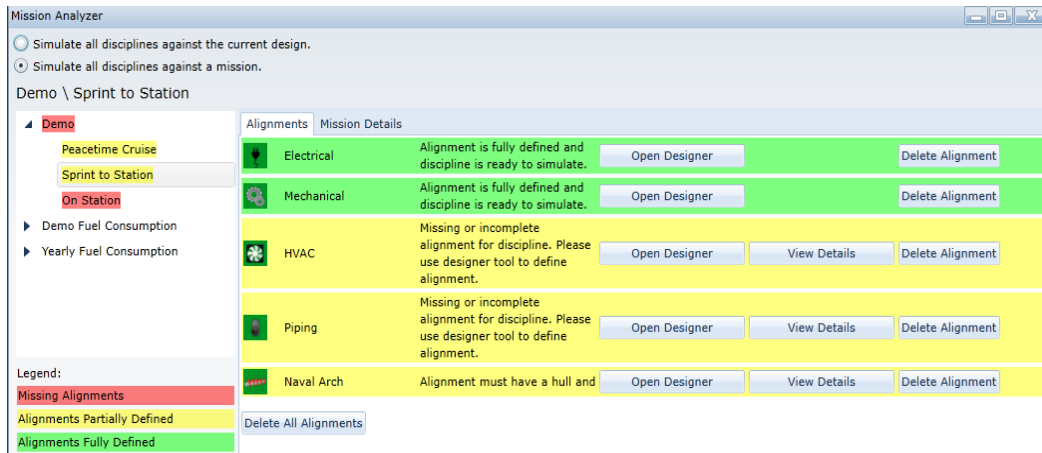 Mission Analyzer
Simulate all disciplines against the current design.
Simulate all disciplines against a mission.
Demo \ Sprint to Station
Demo
Peacetime Cruise
Sprint to Station
On Station
Demo Fuel Consumption
Yearly Fuel Consumption
Legend:
Missing Alignments
Alignments Partially Defined
Alignments Fully Defined
Alignments Mission Details
Electrical
Alignment is fully defined and
discipline is ready to simulate.
Open Designer
Delete Alignment
Mechanical
Alignment is fully defined and
discipline is ready to simulate.
Open Designer
Delete Alignment
HVAC
Missing or incomplete
alignment for discipline. Please
use designer tool to define
alignment.
Open Designer
View Details
Delete Alignment
Piping
Missing or incomplete
alignment for discipline. Please
use designer tool to define
alignment.
Open Designer
View Details
Delete Alignment
Naval Arch
Alignment must have a hull and
Open Designer
View Details
Delete Alignment
Delete All Alignments